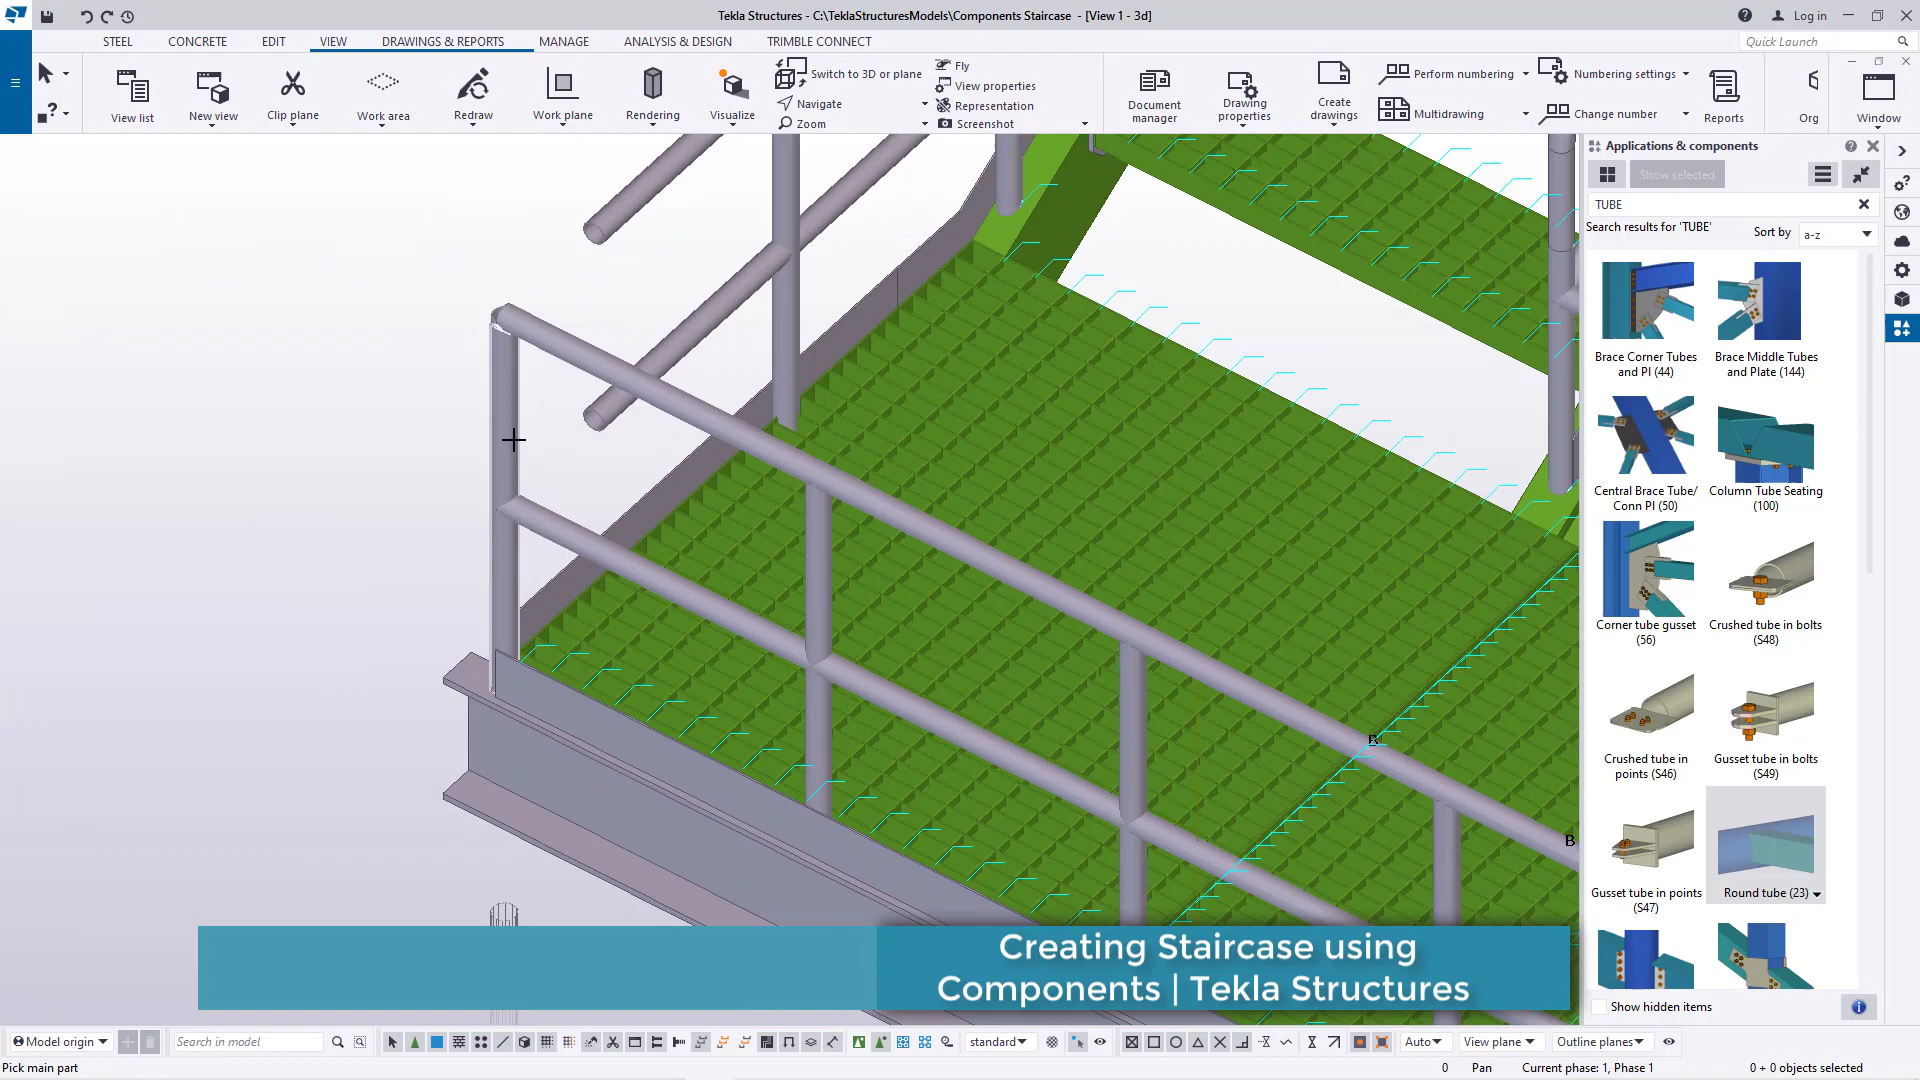 Tekla Structures - C:\TeklaStructuresModels\Components Staircase - [View 1 - 3d]
Log in
STEEL CONCRETE EDIT VIEW DRAWINGS & REPORTS MANAGE ANALYSIS & DESIGN TRIMBLE CONNECT
Quick Launch
View list
New view
Clip plane
Work area
Redraw
Work plane
Rendering
Visualize
Switch to 3D or plane
Navigate
Zoom
Fly
View properties
Representation
Screenshot
Document manager
Drawing properties
Create drawings
Perform numbering
Multidrawing
Numbering settings
Change number
Reports
Org
Window
Applications & components
Show selected
TUBE
Search results for 'TUBE'
Sort by a-z
Brace Corner Tubes and Pl (44)
Brace Middle Tubes and Plate (144)
Central Brace Tube/ Conn Pl (50)
Column Tube Seating (100)
Corner tube gusset (56)
Crushed tube in bolts (S48)
Crushed tube in points (S46)
Gusset tube in bolts (S49)
Gusset tube in points (S47)
Round tube (23)
Show hidden items
B
B
Creating Staircase using
Components | Tekla Structures
Model origin
Search in model
standard
Auto
View plane
Outline planes
Pick main part
0 Pan Current phase: 1, Phase 1 0 + 0 objects selected